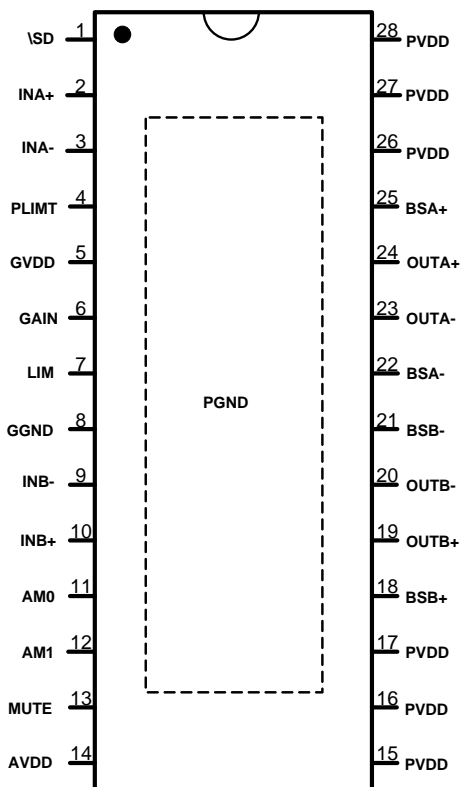 \SD 1 28 PVDD
INA+ 2 27 PVDD
INA- 3 26 PVDD
PLIMT 4 25 BSA+
GVDD 5 24 OUTA+
GAIN 6 23 OUTA-
LIM 7 22 BSA-
PGND
GGND 8 21 BSB-
INB- 9 20 OUTB-
INB+ 10 19 OUTB+
AM0 11 18 BSB+
AM1 12 17 PVDD
MUTE 13 16 PVDD
AVDD 14 15 PVDD